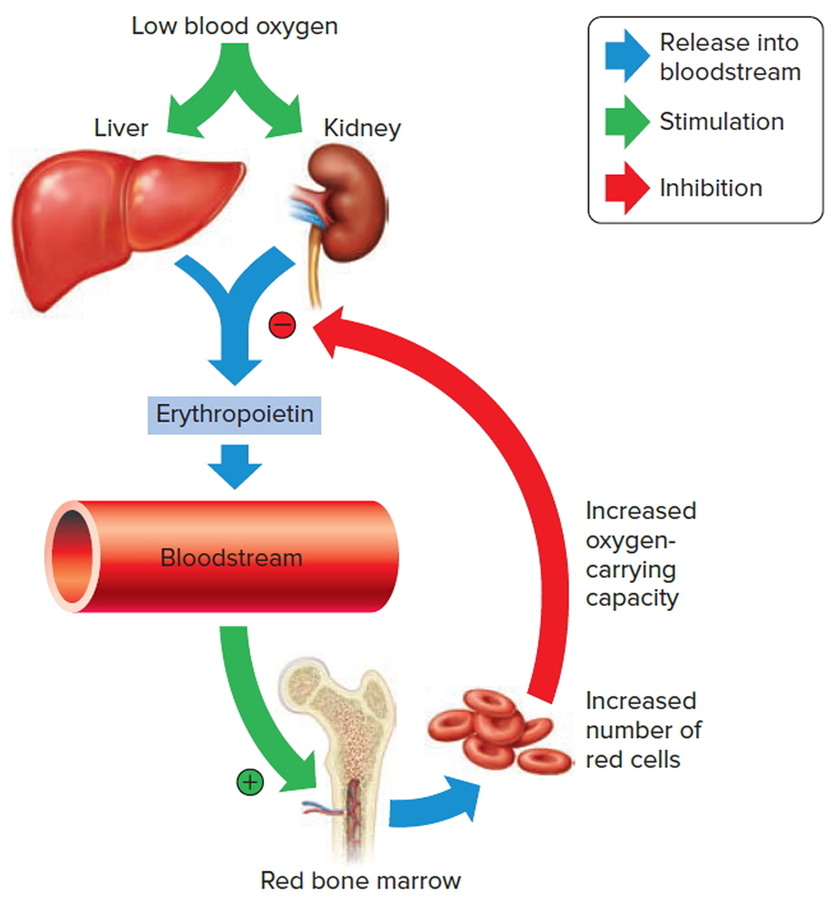 Low blood oxygen
Release into
bloodstream
Stimulation
Inhibition
Liver
Kidney
−
Erythropoietin
Bloodstream
Increased
oxygen-
carrying
capacity
Increased
number of
red cells
+
Red bone marrow